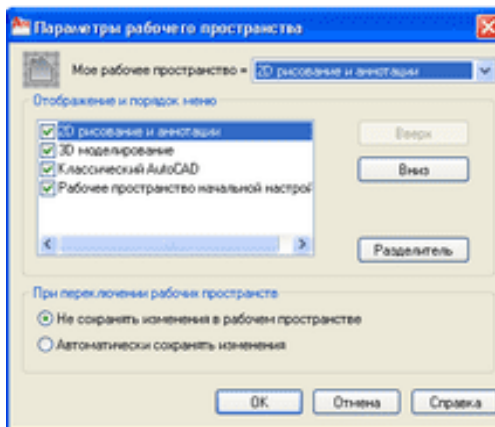 Параметры рабочего пространства
Мое рабочее пространство = 2D рисование и аннотации
Отображение и порядок меню
2D рисование и аннотации
3D моделирование
Классический AutoCAD
Рабочее пространство начальной настрой
Вверх
Вниз
Разделитель
При переключении рабочих пространств
Не сохранять изменения в рабочем пространстве
Автоматически сохранять изменения
OK Отмена Справка